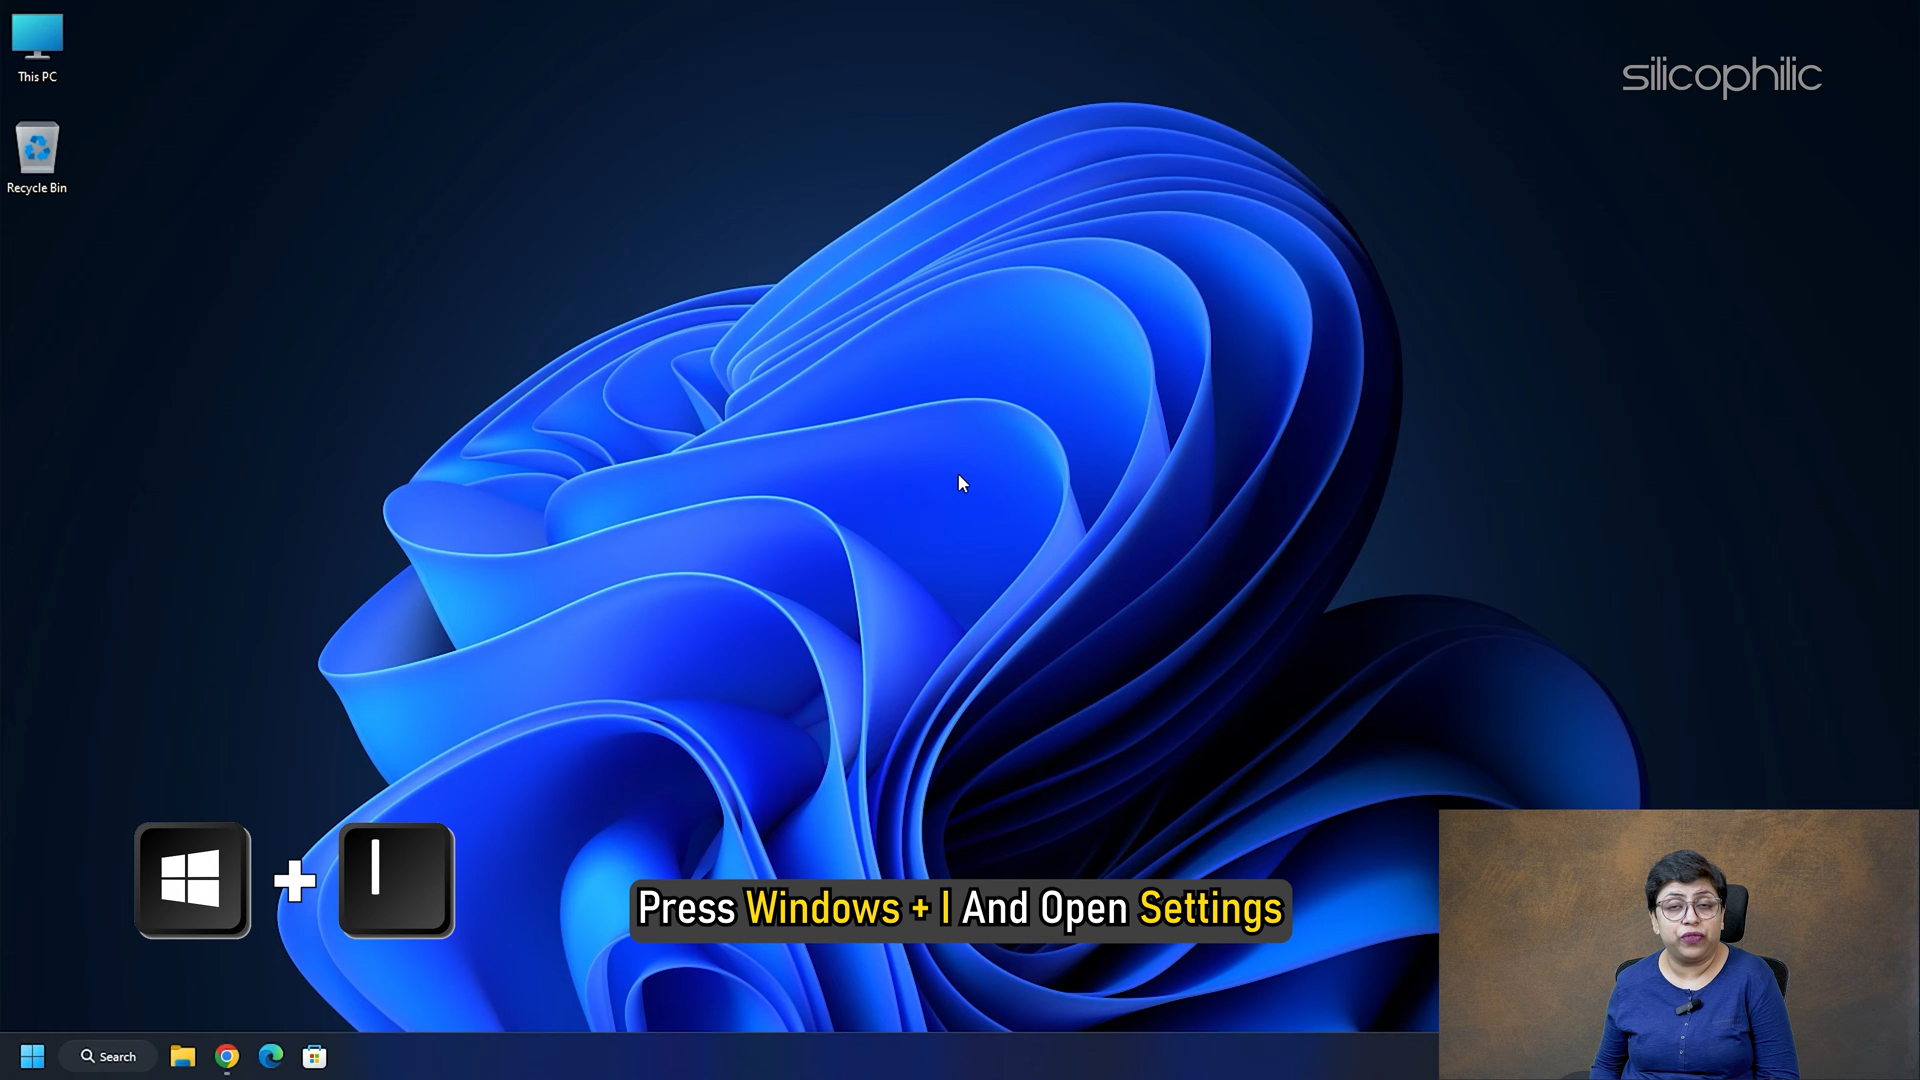 This PC
silicophilic
Recycle Bin
I
Press Windows + I And Open Settings
Search